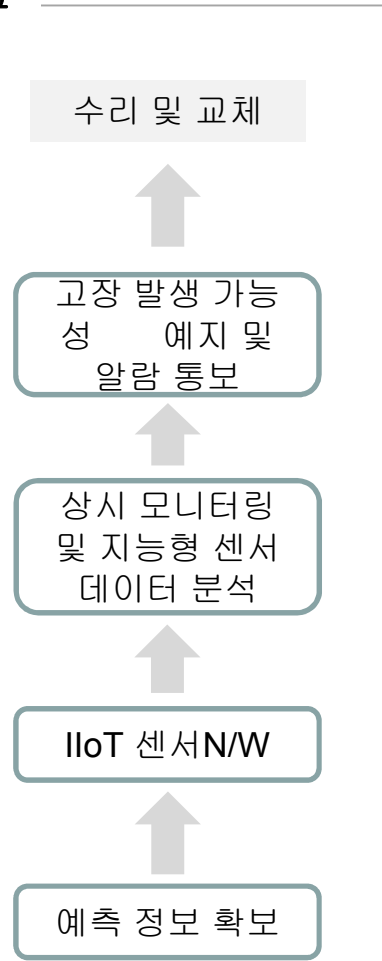 수리 및 교체
고장 발생 가능
성 예지 및
알람 통보
상시 모니터링
및 지능형 센서
데이터 분석
IIoT 센서N/W
예측 정보 확보